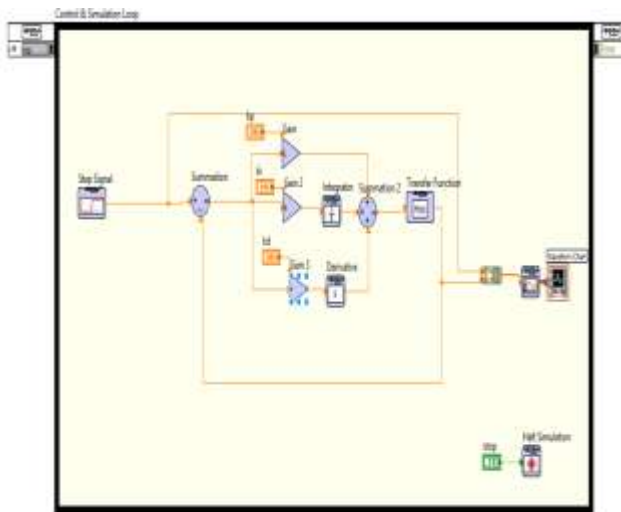 Control & Simulation Loop
kp
Gain
Step Signal
Summation
ki
Gain 2
Integrator
Summation 2
Transfer Function
kd
Gain 3
Derivative
Waveform Chart
stop
Halt Simulation